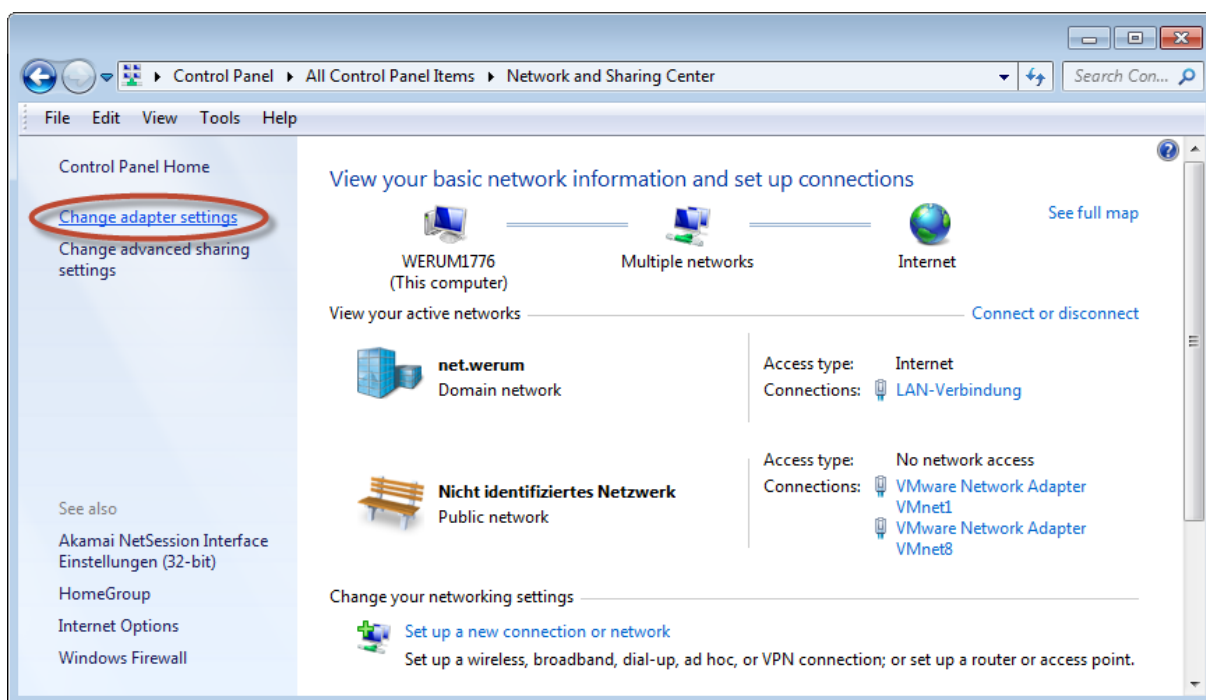 Control Panel ▸ All Control Panel Items ▸ Network and Sharing Center
Search Con...
File Edit View Tools Help
Control Panel Home
Change adapter settings
Change advanced sharing
settings
See also
Akamai NetSession Interface
Einstellungen (32-bit)
HomeGroup
Internet Options
Windows Firewall
View your basic network information and set up connections
See full map
WERUM1776
(This computer)
Multiple networks
Internet
View your active networks
Connect or disconnect
net.werum
Domain network
Access type: Internet
Connections: LAN-Verbindung
Nicht identifiziertes Netzwerk
Public network
Access type: No network access
Connections: VMware Network Adapter
VMnet1
VMware Network Adapter
VMnet8
Change your networking settings
Set up a new connection or network
Set up a wireless, broadband, dial-up, ad hoc, or VPN connection; or set up a router or access point.